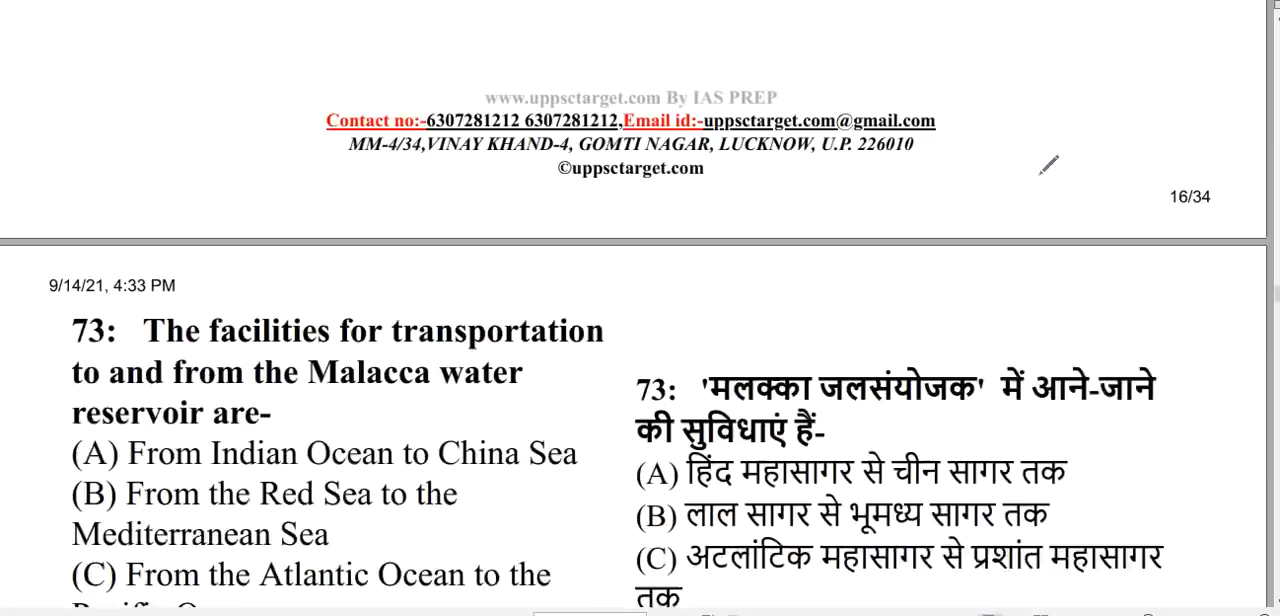 www.uppsctarget.com By IAS PREP
Contact no:-6307281212 6307281212,Email id:-uppsctarget.com@gmail.com
MM-4/34,VINAY KHAND-4, GOMTI NAGAR, LUCKNOW, U.P. 226010
©uppsctarget.com
16/34
9/14/21, 4:33 PM
73: The facilities for transportation
to and from the Malacca water
reservoir are-
(A) From Indian Ocean to China Sea
(B) From the Red Sea to the
Mediterranean Sea
(C) From the Atlantic Ocean to the
73: 'मलक्का जलसंयोजक' में आने-जाने
की सुविधाएं हैं-
(A) हिंद महासागर से चीन सागर तक
(B) लाल सागर से भूमध्य सागर तक
(C) अटलांटिक महासागर से प्रशांत महासागर
तक